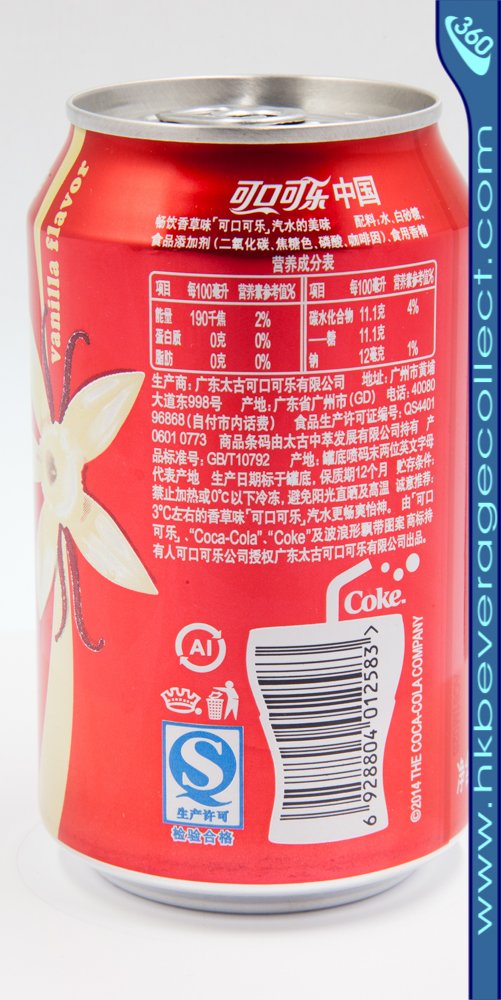 360
www.hkbeveragecollect.com
vanilla flavor
可口可乐 中国
畅饮香草味「可口可乐」汽水的美味 配料:水、白砂糖、
食品添加剂(二氧化碳、焦糖色、磷酸、咖啡因)、食用香精
营养成分表
项目 每100毫升 营养素参考值% 项目 每100毫升 营养素参考值%
能量 190千焦 2% 碳水化合物 11.1克 4%
蛋白质 0克 0% —糖 11.1克
脂肪 0克 0% 钠 12毫克 1%
生产商:广东太古可口可乐有限公司 地址:广州市黄埔
大道东998号 产地:广东省广州市(GD) 电话:40080
96868(自付市内话费) 食品生产许可证编号:QS4401
0601 0773 商品条码由太古中萃发展有限公司持有 产
品标准号:GB/T10792 产地:罐底喷码末两位英文字母
代表产地 生产日期标于罐底,保质期12个月 贮存条件:
禁止加热或0℃以下冷冻,避免阳光直晒及高温 诚意推荐:
3℃左右的香草味「可口可乐」汽水更畅爽怡神。 由「可口
可乐」、“Coca-Cola”、“Coke”及波浪形飘带图案 商标持
有人可口可乐公司授权广东太古可口可乐有限公司出品。
Coke.
Al
QS
生产许可
检验合格
6 928804 012583 >
©2014 THE COCA-COLA COMPANY